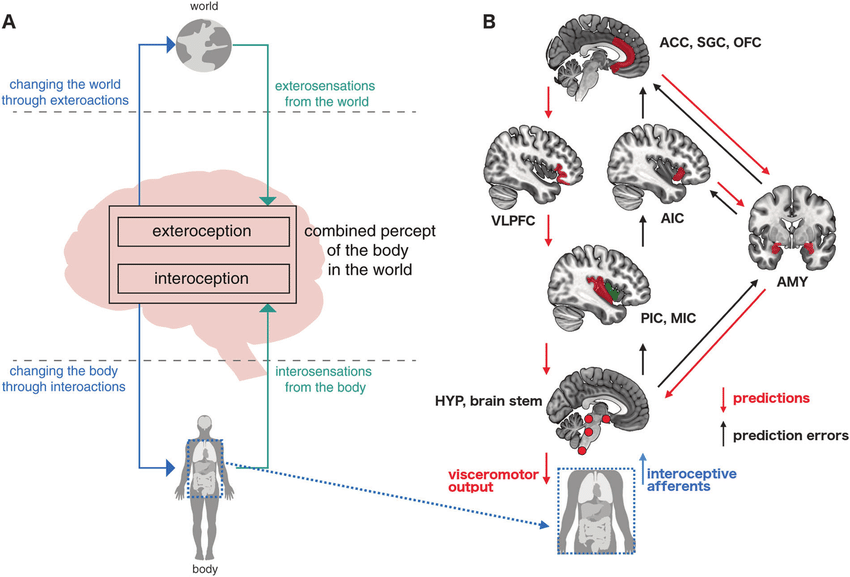 A
world
changing the world
through exteroactions
exterosensations
from the world
exteroception
interoception
combined percept
of the body
in the world
changing the body
through interoactions
interosensations
from the body
body
B
ACC, SGC, OFC
VLPFC
AIC
AMY
PIC, MIC
HYP, brain stem
predictions
prediction errors
visceromotor
output
interoceptive
afferents